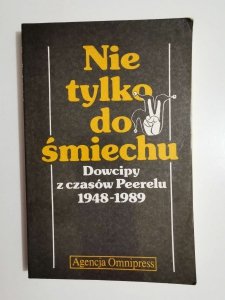 Nie
tylko
do
śmiechu
Dowcipy
z czasów Peerelu
1948-1989
Agencja Omnipress